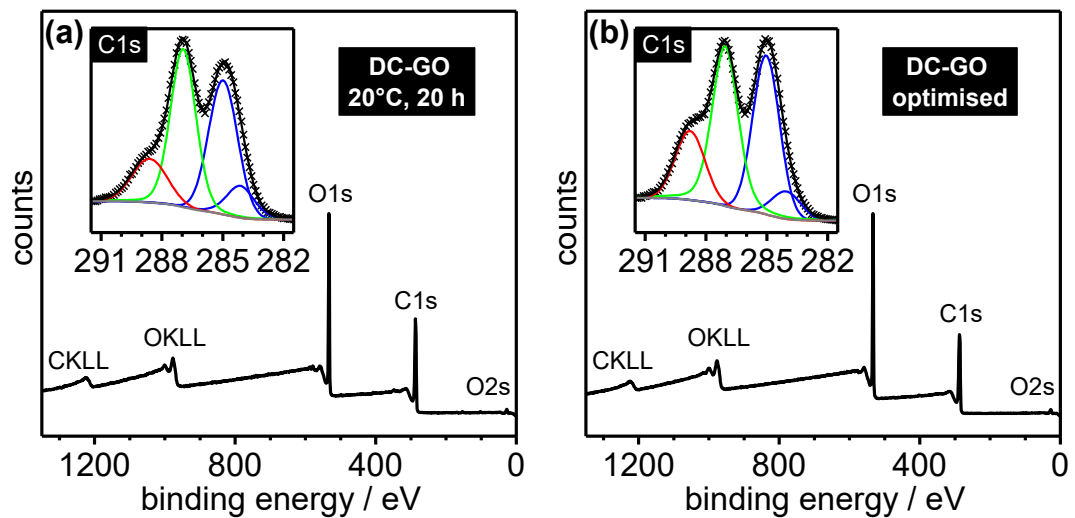 (a)
C1s
DC-GO
20°C, 20 h
291 288 285 282
O1s
C1s
OKLL
CKLL
O2s
counts
1200 800 400 0
binding energy / eV
(b)
C1s
DC-GO
optimised
291 288 285 282
O1s
C1s
OKLL
CKLL
O2s
counts
1200 800 400 0
binding energy / eV